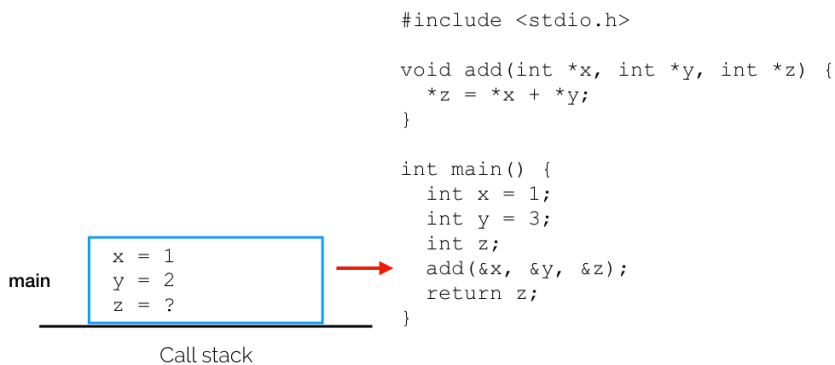 #include <stdio.h>
void add(int *x, int *y, int *z) {
  *z = *x + *y;
}
int main() {
  int x = 1;
  int y = 3;
  int z;
  add(&x, &y, &z);
  return z;
}
main
x = 1
y = 2
z = ?
Call stack